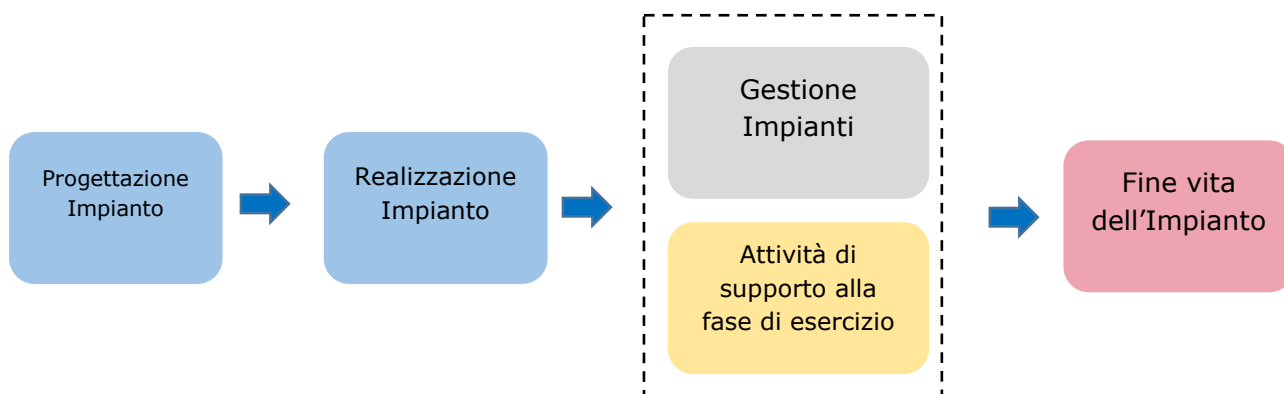 Progettazione
Impianto
Realizzazione
Impianto
Gestione
Impianti
Attività di
supporto alla
fase di esercizio
Fine vita
dell’Impianto